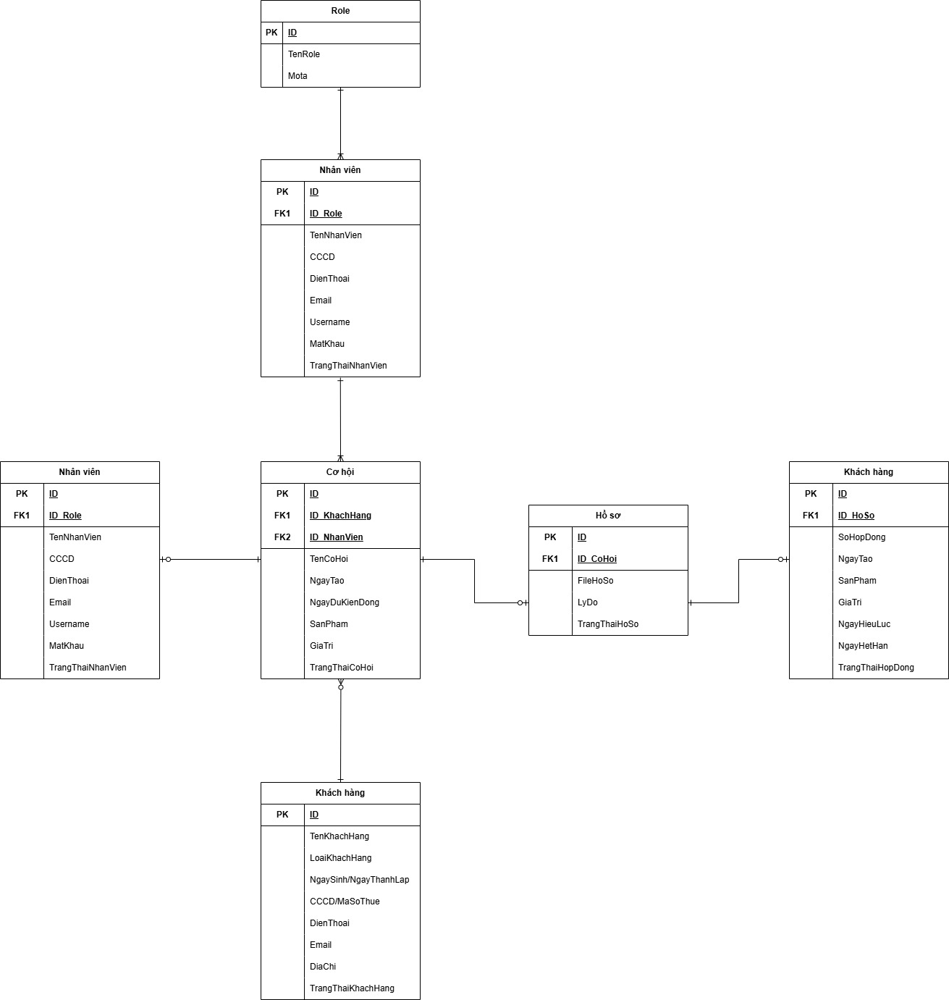 Role
PK ID
TenRole
Mota
Nhân viên
PK ID
FK1 ID_Role
TenNhanVien
CCCD
DienThoai
Email
Username
MatKhau
TrangThaiNhanVien
Nhân viên
PK ID
FK1 ID_Role
TenNhanVien
CCCD
DienThoai
Email
Username
MatKhau
TrangThaiNhanVien
Cơ hội
PK ID
FK1 ID_KhachHang
FK2 ID_NhanVien
TenCoHoi
NgayTao
NgayDuKienDong
SanPham
GiaTri
TrangThaiCoHoi
Hồ sơ
PK ID
FK1 ID_CoHoi
FileHoSo
LyDo
TrangThaiHoSo
Khách hàng
PK ID
FK1 ID_HoSo
SoHopDong
NgayTao
SanPham
GiaTri
NgayHieuLuc
NgayHetHan
TrangThaiHopDong
Khách hàng
PK ID
TenKhachHang
LoaiKhachHang
NgaySinh/NgayThanhLap
CCCD/MaSoThue
DienThoai
Email
DiaChi
TrangThaiKhachHang